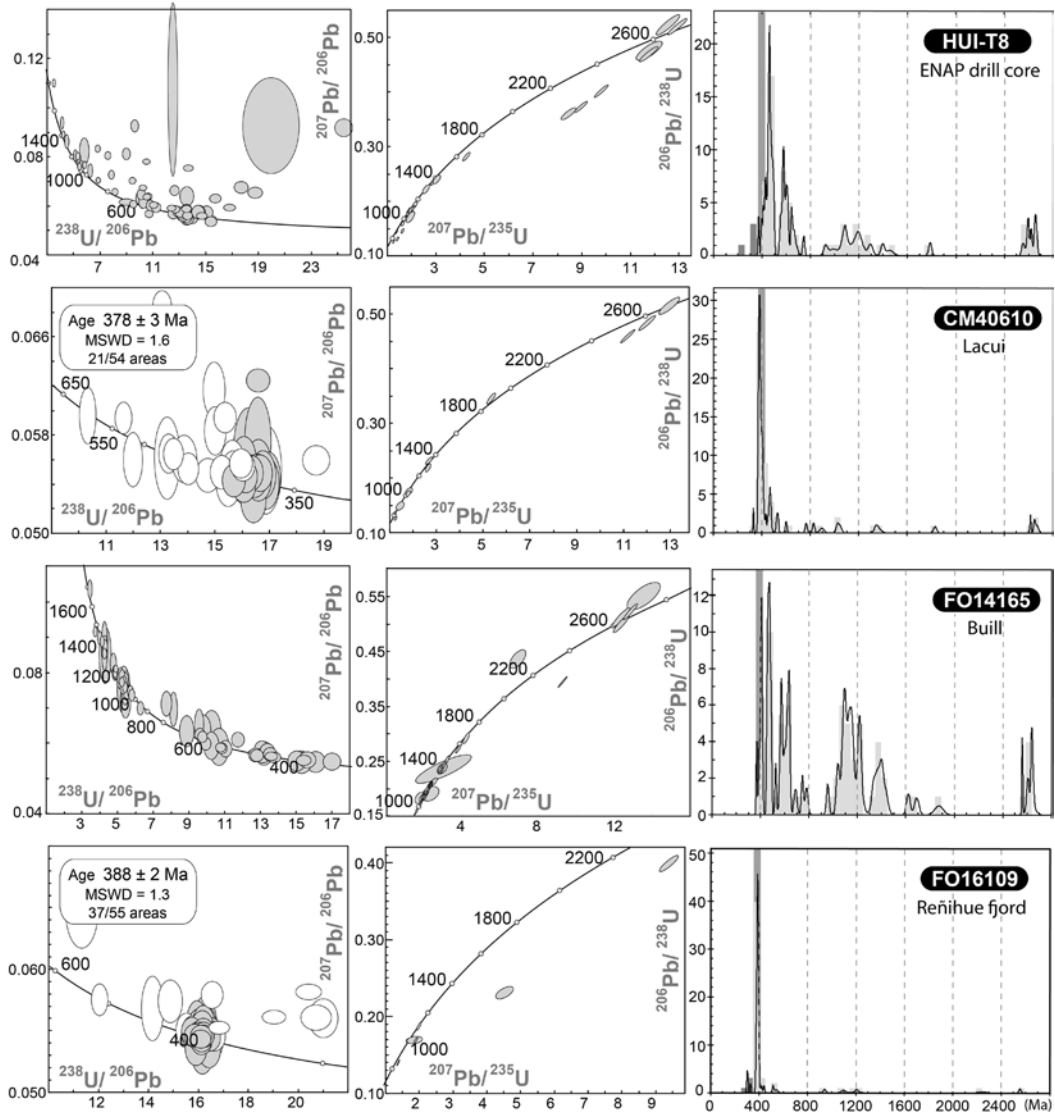 0.12
0.08
0.04
1400
1000
600
207Pb/ 206Pb
238U/ 206Pb
7 11 15 19 23
0.50
0.30
0.10
1000
1400
1800
2200
2600
206Pb/ 238U
207Pb/ 235U
1 3 5 7 9 11 13
20
15
10
5
0
HUI-T8
ENAP drill core
Age 378 ± 3 Ma
MSWD = 1.6
21/54 areas
0.066
0.058
0.050
650
550
350
207Pb/ 206Pb
238U/ 206Pb
11 13 15 17 19
0.50
0.30
0.10
1000
1400
1800
2200
2600
206Pb/ 238U
207Pb/ 235U
1 3 5 7 9 11 13
30
25
20
15
10
5
0
CM40610
Lacui
0.08
0.04
1600
1400
1200
1000
800
600
400
207Pb/ 206Pb
238U/ 206Pb
3 5 7 9 11 13 15 17
0.55
0.45
0.35
0.25
0.15
1000
1400
1800
2200
2600
206Pb/ 238U
207Pb/ 235U
4 8 12
12
10
8
6
4
2
0
FO14165
Buill
Age 388 ± 2 Ma
MSWD = 1.3
37/55 areas
0.060
0.050
600
400
207Pb/ 206Pb
238U/ 206Pb
12 14 16 18 20
0.40
0.30
0.20
0.10
1000
1400
1800
2200
206Pb/ 238U
207Pb/ 235U
1 2 3 4 5 6 7 8 9
50
40
30
20
10
0
FO16109
Reñihue fjord
0 400 800 1200 1600 2000 2400 (Ma)